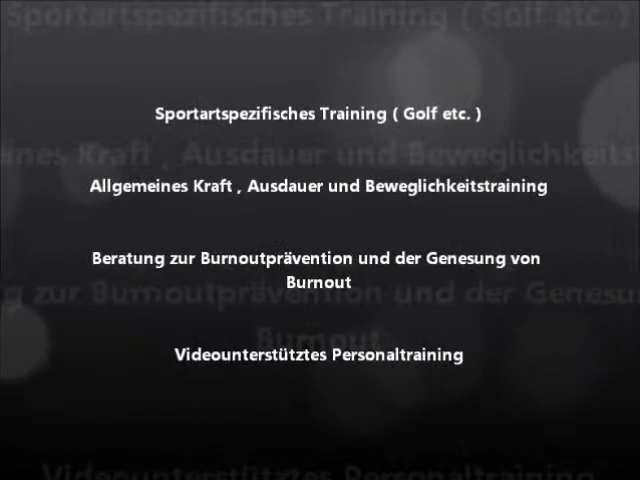 Sportartspezifisches Training ( Golf etc. )
Allgemeines Kraft , Ausdauer und Beweglichkeitstraining
Beratung zur Burnoutprävention und der Genesung von
Burnout
Videounterstütztes Personaltraining